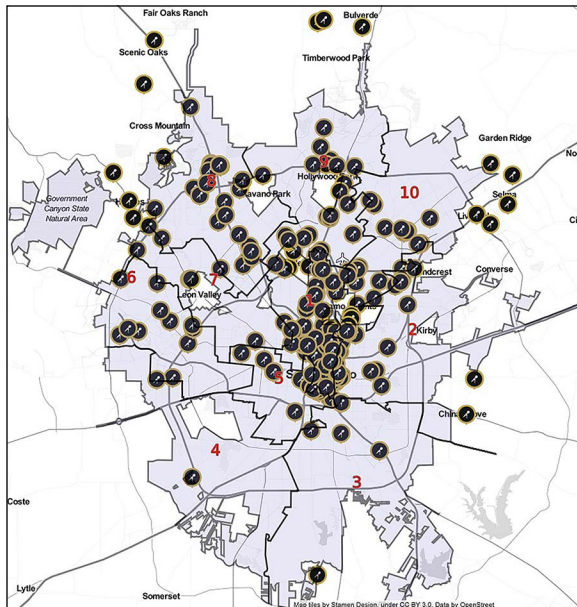 Fair Oaks Ranch
Bulverde
Scenic Oaks
Timberwood Park
Cross Mountain
Garden Ridge
9
8
Hollywood
10
Government
Canyon State
Natural Area
Selma
6
7
Leon Valley
Converse
1
2
Kirby
5
4
3
Coste
Lytle
Somerset
Map tiles by Stamen Design, under CC BY 3.0. Data by OpenStreet